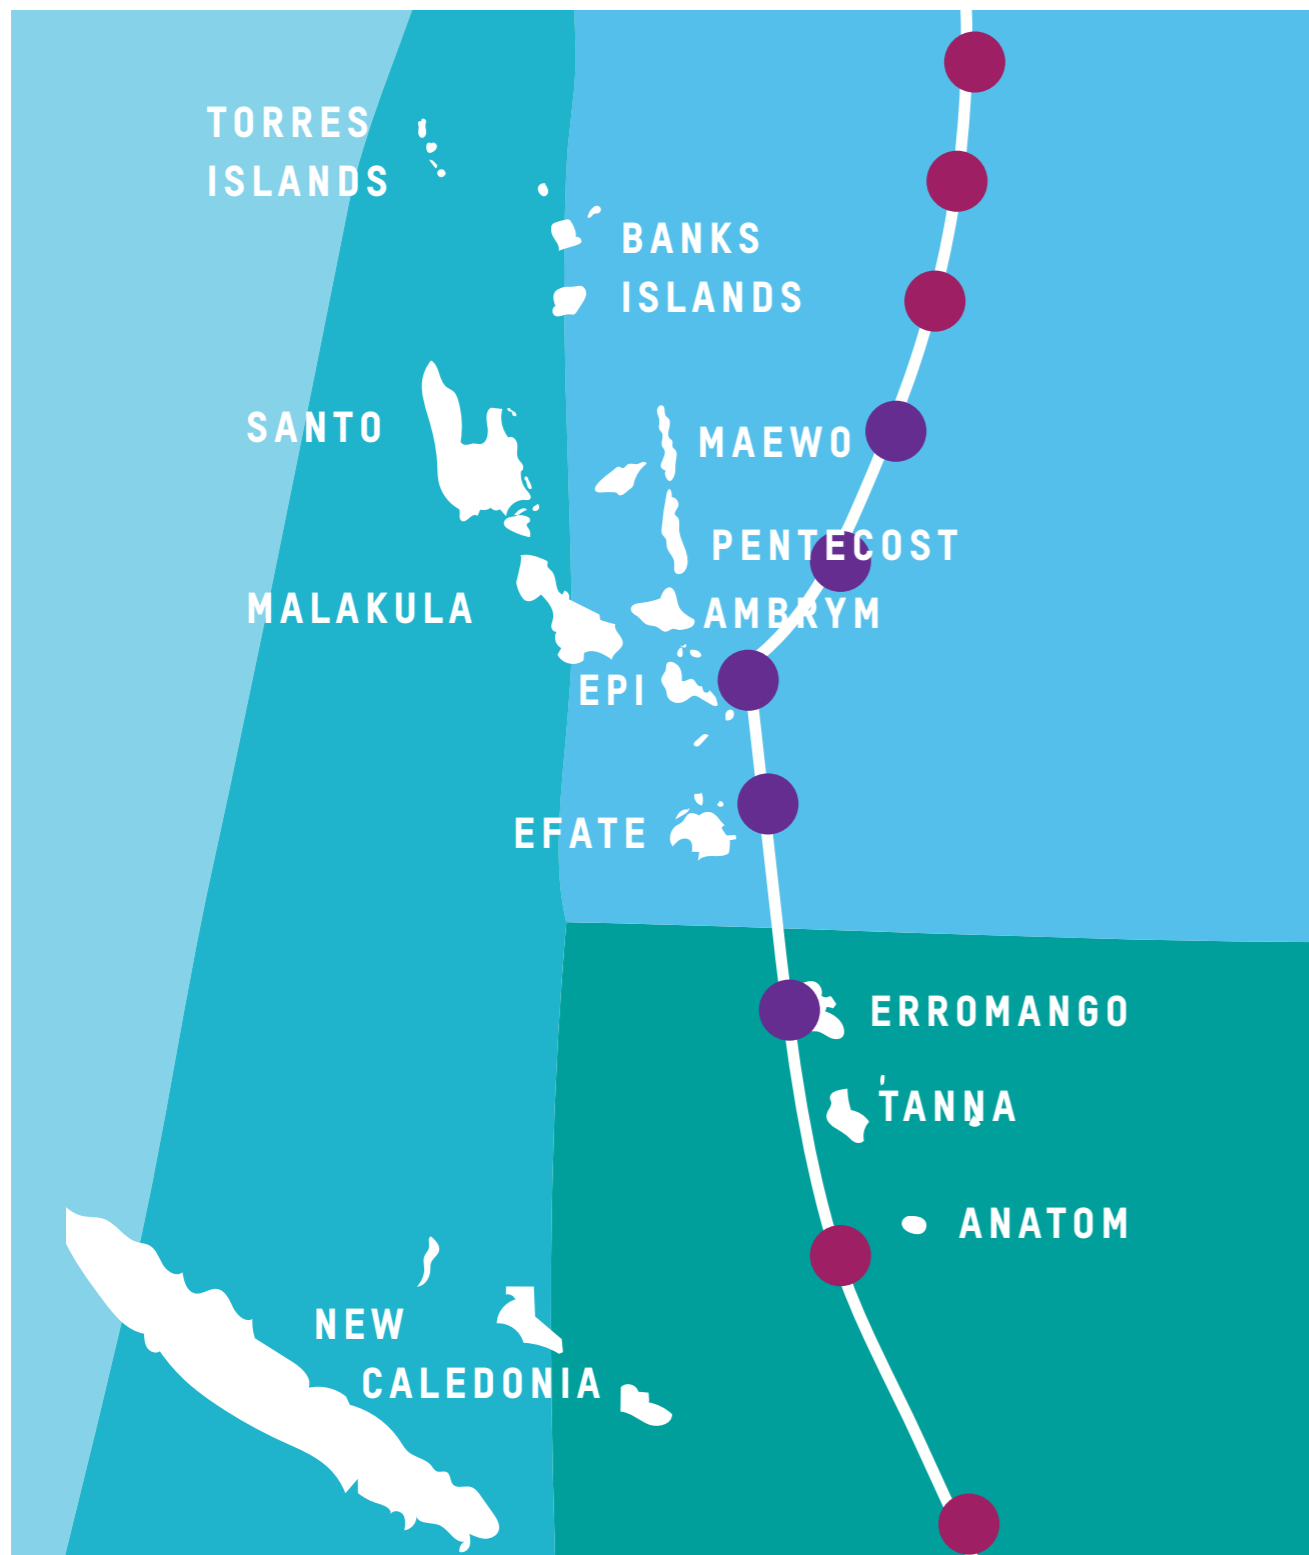 TORRES
ISLANDS
BANKS
ISLANDS
SANTO
MAEWO
PENTECOST
MALAKULA
AMBRYM
EPI
EFATE
ERROMANGO
TANNA
ANATOM
NEW
CALEDONIA